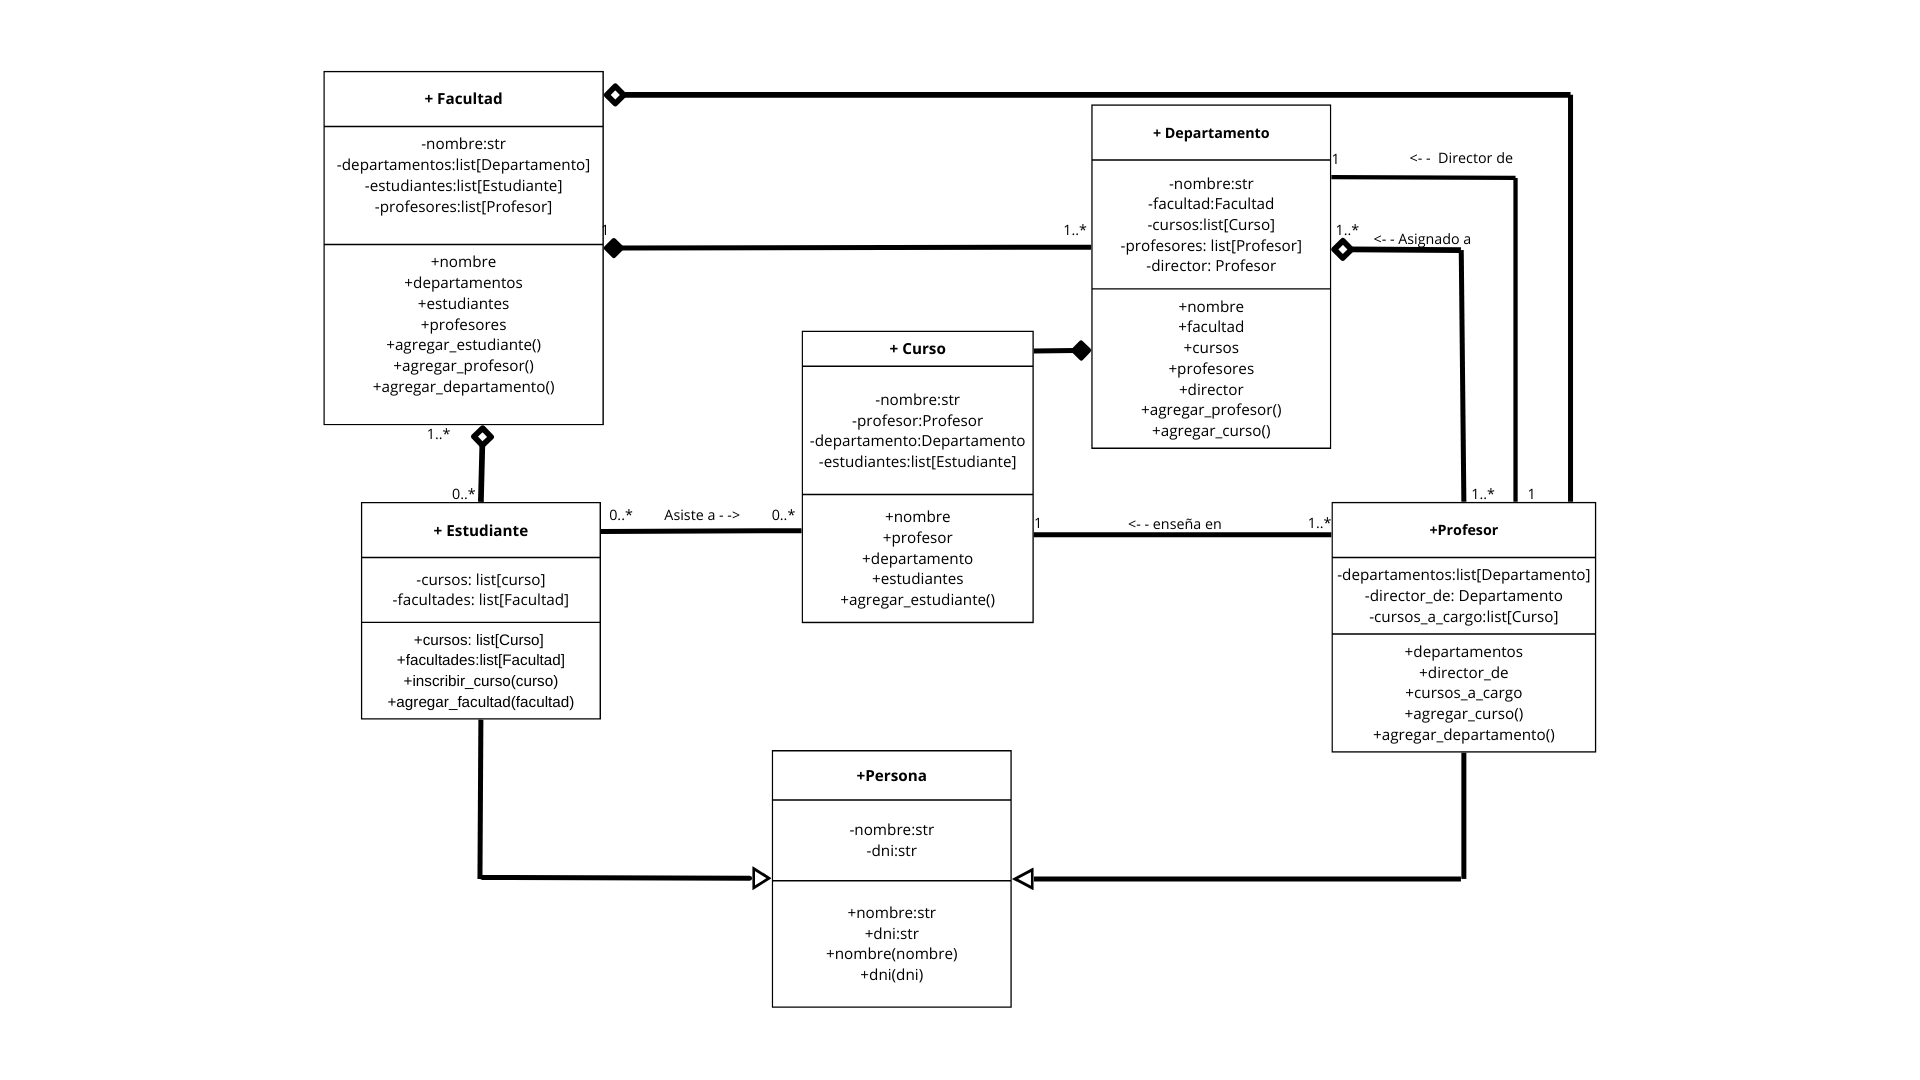 + Facultad
-nombre:str
-departamentos:list[Departamento]
-estudiantes:list[Estudiante]
-profesores:list[Profesor]
+nombre
+departamentos
+estudiantes
+profesores
+agregar_estudiante()
+agregar_profesor()
+agregar_departamento()
1
1..*
1..*
0..*
+ Departamento
-nombre:str
-facultad:Facultad
-cursos:list[Curso]
-profesores: list[Profesor]
-director: Profesor
+nombre
+facultad
+cursos
+profesores
+director
+agregar_profesor()
+agregar_curso()
1
<- -  Director de
1..*
<- - Asignado a
1..*
1
+ Curso
-nombre:str
-profesor:Profesor
-departamento:Departamento
-estudiantes:list[Estudiante]
+nombre
+profesor
+departamento
+estudiantes
+agregar_estudiante()
+ Estudiante
-cursos: list[curso]
-facultades: list[Facultad]
+cursos: list[Curso]
+facultades:list[Facultad]
+inscribir_curso(curso)
+agregar_facultad(facultad)
0..*
Asiste a - ->
0..*
1
<- - enseña en
1..*
+Profesor
-departamentos:list[Departamento]
-director_de: Departamento
-cursos_a_cargo:list[Curso]
+departamentos
+director_de
+cursos_a_cargo
+agregar_curso()
+agregar_departamento()
+Persona
-nombre:str
-dni:str
+nombre:str
+dni:str
+nombre(nombre)
+dni(dni)